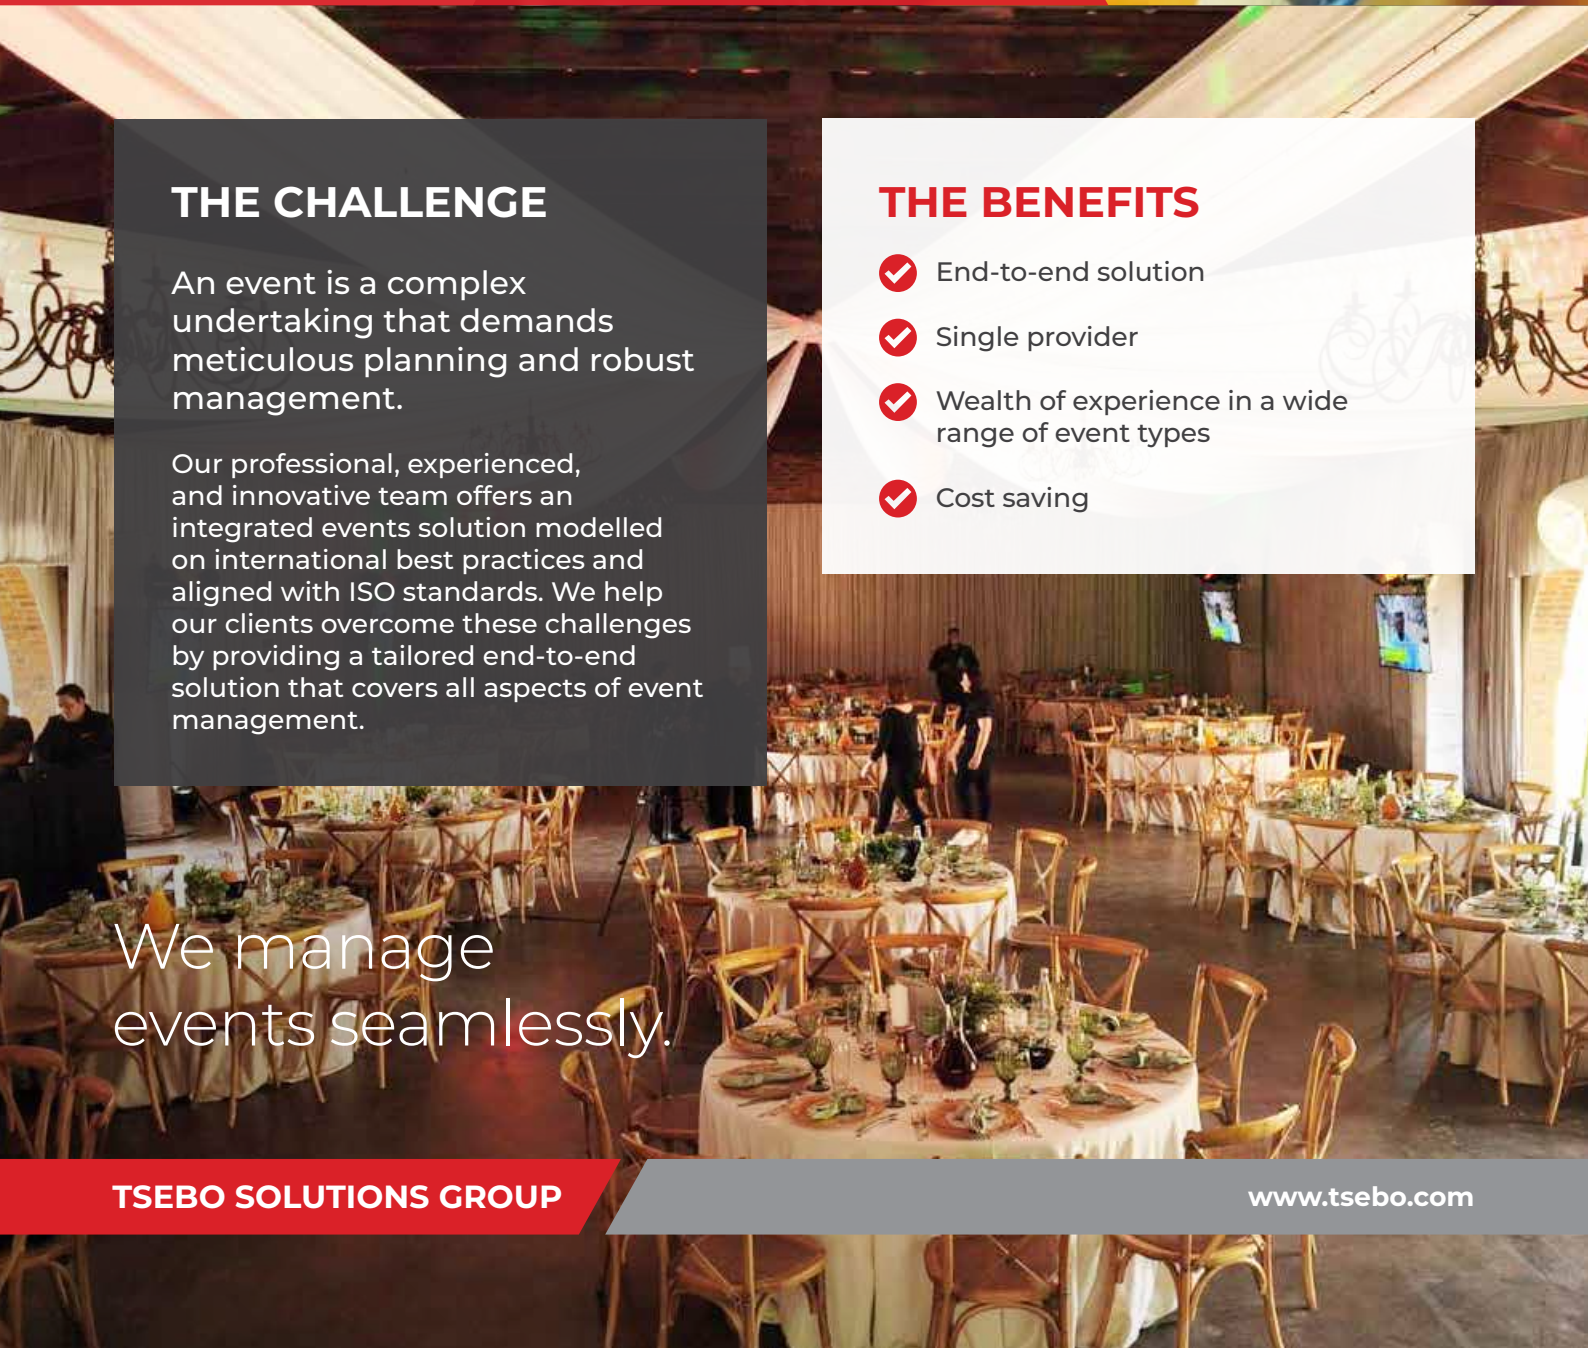 THE CHALLENGE
An event is a complex
undertaking that demands
meticulous planning and robust
management.
Our professional, experienced,
and innovative team offers an
integrated events solution modelled
on international best practices and
aligned with ISO standards. We help
our clients overcome these challenges
by providing a tailored end-to-end
solution that covers all aspects of event
management.
THE BENEFITS
End-to-end solution
Single provider
Wealth of experience in a wide
range of event types
Cost saving
We manage
events seamlessly.
TSEBO SOLUTIONS GROUP
www.tsebo.com